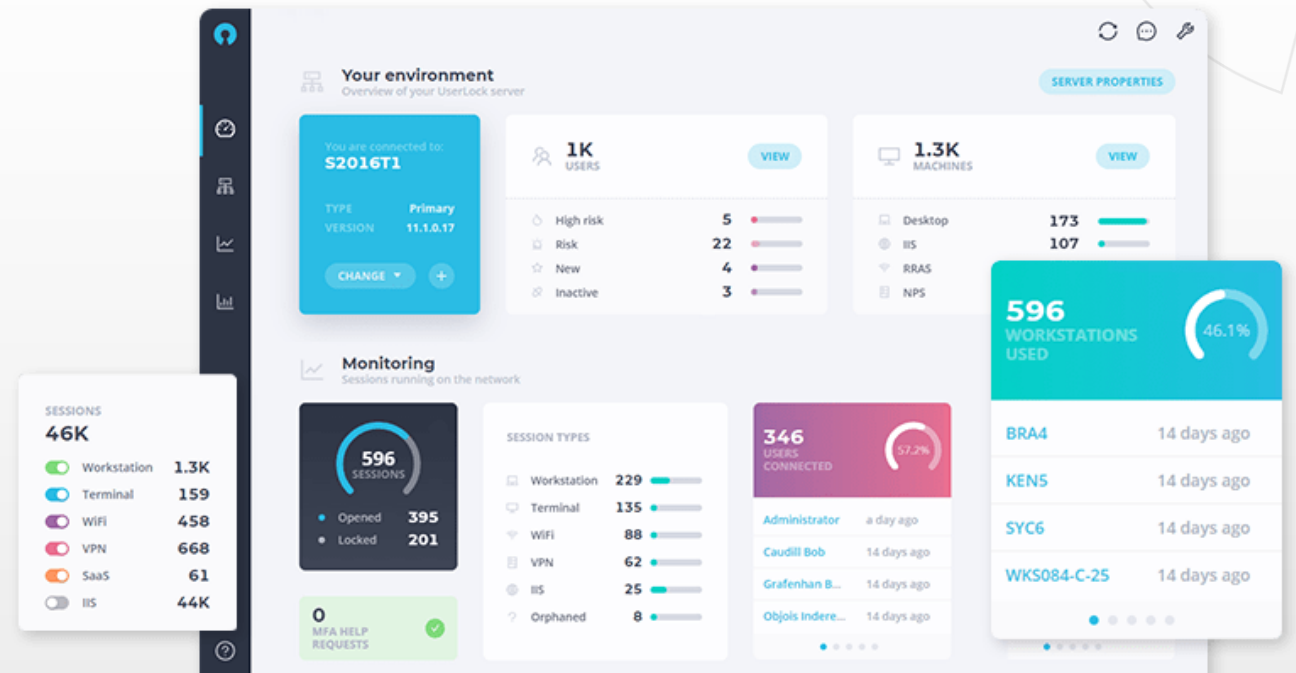 Your environment
Overview of your UserLock server
SERVER PROPERTIES
You are connected to:
S2016T1
TYPE Primary
VERSION 11.1.0.17
CHANGE
+
1K
USERS
VIEW
High risk 5
Risk 22
New 4
Inactive 3
1.3K
MACHINES
VIEW
Desktop 173
IIS 107
RRAS
NPS
596
WORKSTATIONS
USED
46.1%
BRA4 14 days ago
KEN5 14 days ago
SYC6 14 days ago
WKS084-C-25 14 days ago
Monitoring
Sessions running on the network
SESSIONS
46K
Workstation 1.3K
Terminal 159
WiFi 458
VPN 668
SaaS 61
IIS 44K
596
SESSIONS
Opened 395
Locked 201
0
MFA HELP
REQUESTS
SESSION TYPES
Workstation 229
Terminal 135
WiFi 88
VPN 62
IIS 25
Orphaned 8
346
USERS
CONNECTED
57.2%
Administrator a day ago
Caudill Bob 14 days ago
Grafenhan B... 14 days ago
Objois Indere... 14 days ago